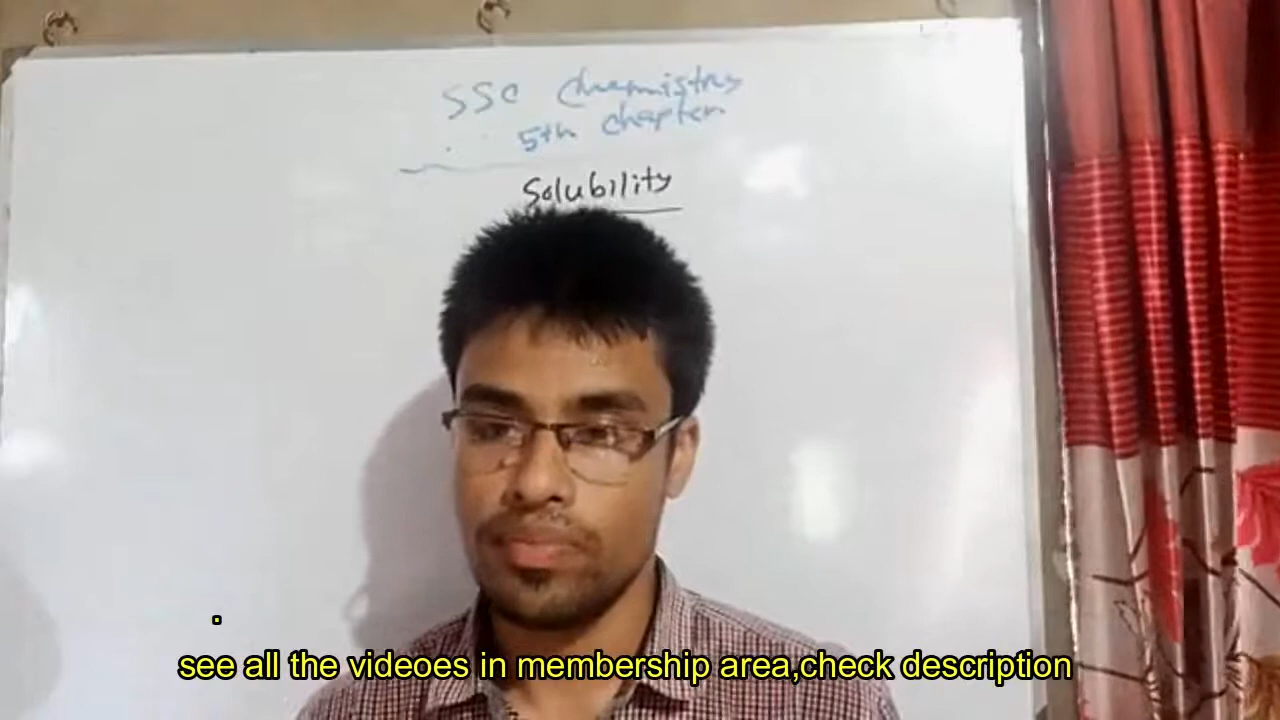 SSC Chemistry
5th chapter
Solubility
.
see all the videoes in membership area,check description